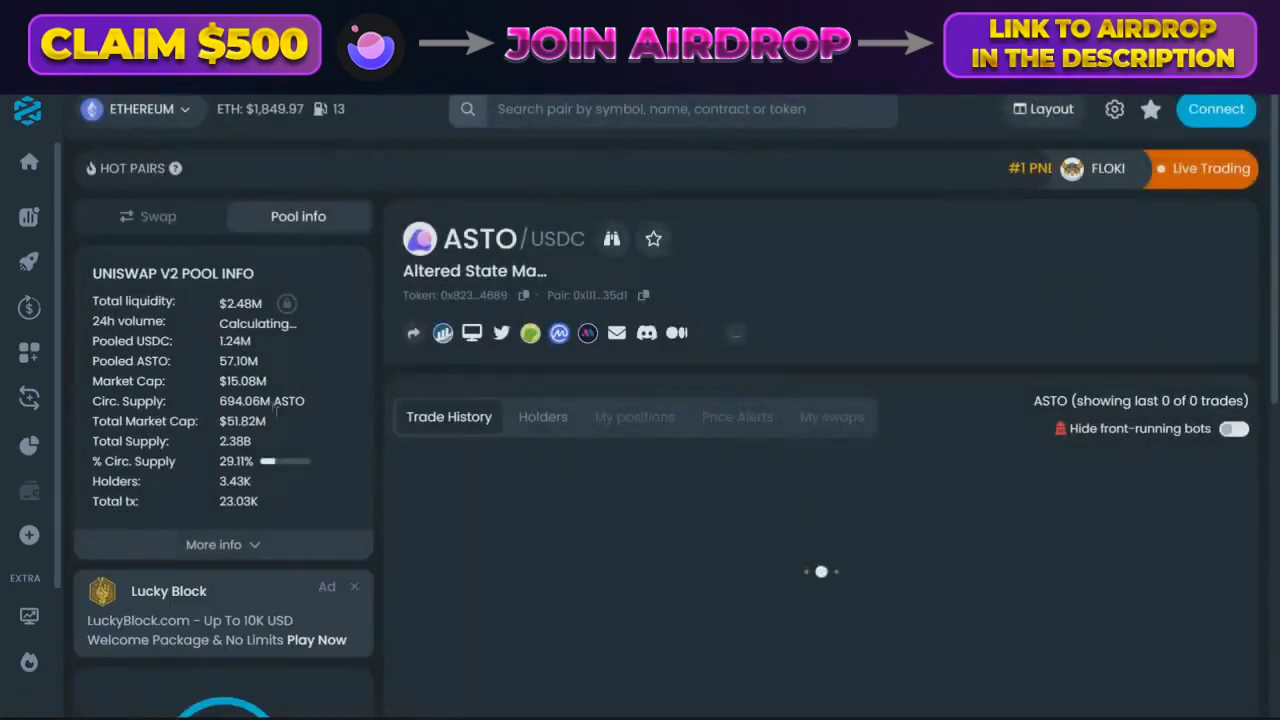 CLAIM $500
JOIN AIRDROP
LINK TO AIRDROP
IN THE DESCRIPTION
ETHEREUM
ETH: $1,849.97
13
Search pair by symbol, name, contract or token
Layout
Connect
HOT PAIRS
#1 PNL
FLOKI
Live Trading
Swap
Pool info
UNISWAP V2 POOL INFO
Total liquidity: $2.48M
24h volume: Calculating...
Pooled USDC: 1.24M
Pooled ASTO: 57.10M
Market Cap: $15.08M
Circ. Supply: 694.06M ASTO
Total Market Cap: $51.82M
Total Supply: 2.38B
% Circ. Supply 29.11%
Holders: 3.43K
Total tx: 23.03K
More info
Lucky Block
Ad
LuckyBlock.com - Up To 10K USD
Welcome Package & No Limits Play Now
EXTRA
ASTO/USDC
Altered State Ma...
Token: 0x823...4689 · Pair: 0x111...35d1
...
Trade History
Holders
My positions
Price Alerts
My swaps
ASTO (showing last 0 of 0 trades)
Hide front-running bots